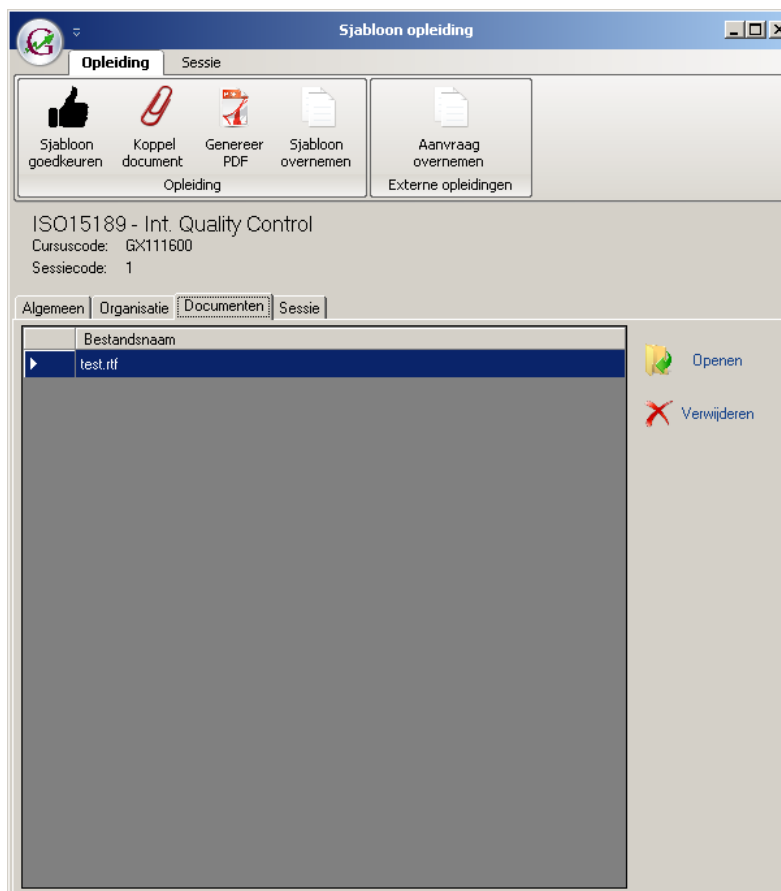 Sjabloon opleiding
Opleiding Sessie
Sjabloon goedkeuren
Koppel document
Genereer PDF
Sjabloon overnemen
Aanvraag overnemen
Opleiding
Externe opleidingen
ISO15189 - Int. Quality Control
Cursuscode: GX111600
Sessiecode: 1
Algemeen Organisatie Documenten Sessie
Bestandsnaam
test.rtf
Openen
Verwijderen